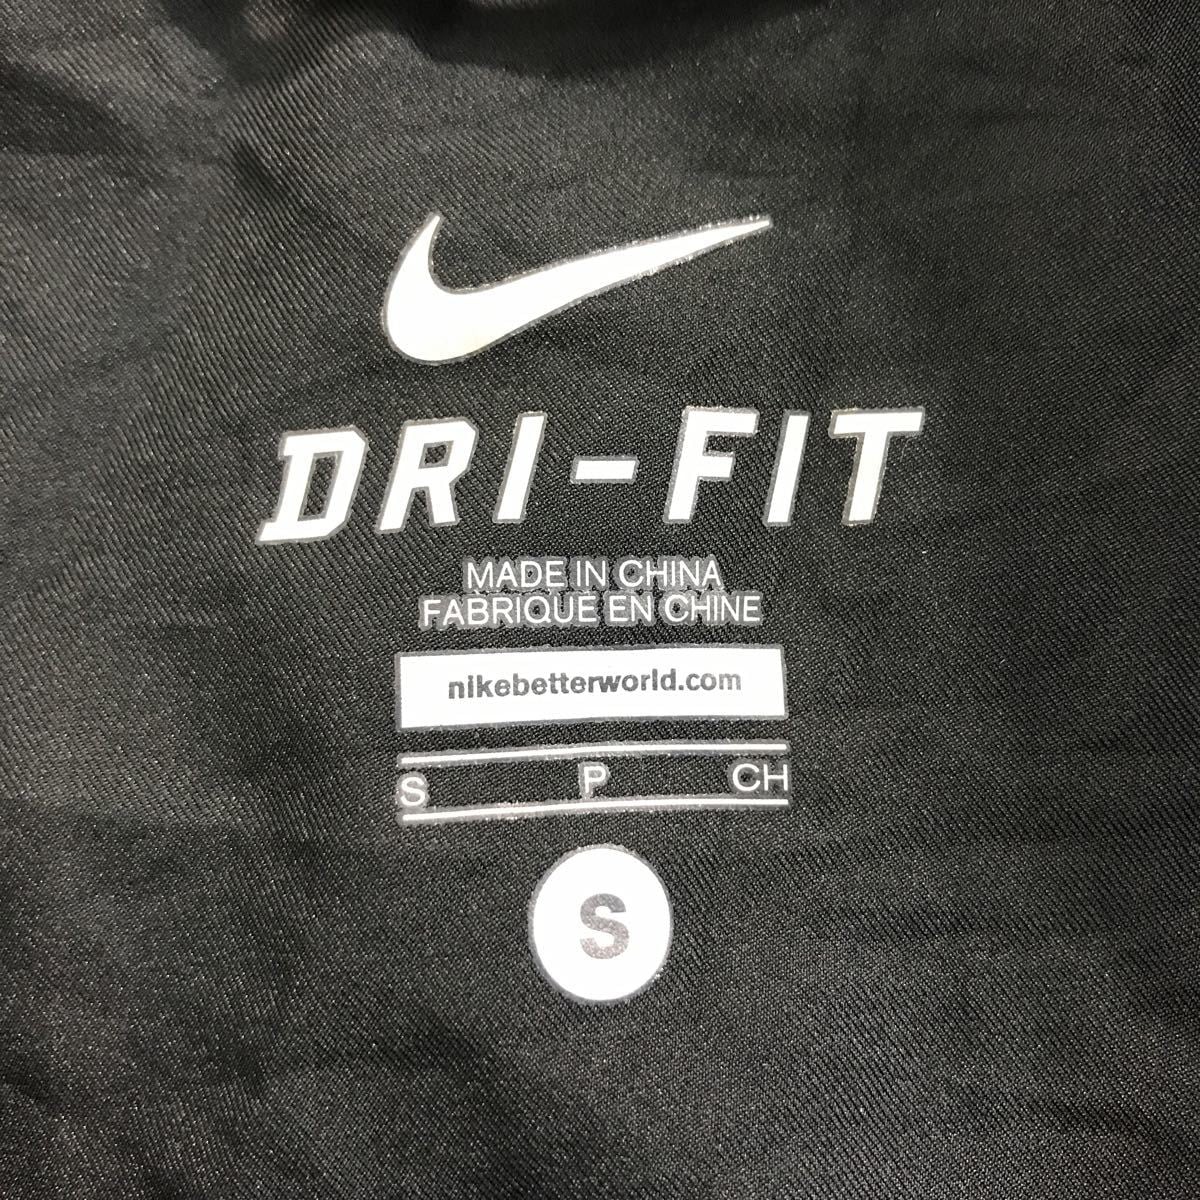 DRI-FIT
MADE IN CHINA
FABRIQUE EN CHINE
nikebetterworld.com
S P CH
S